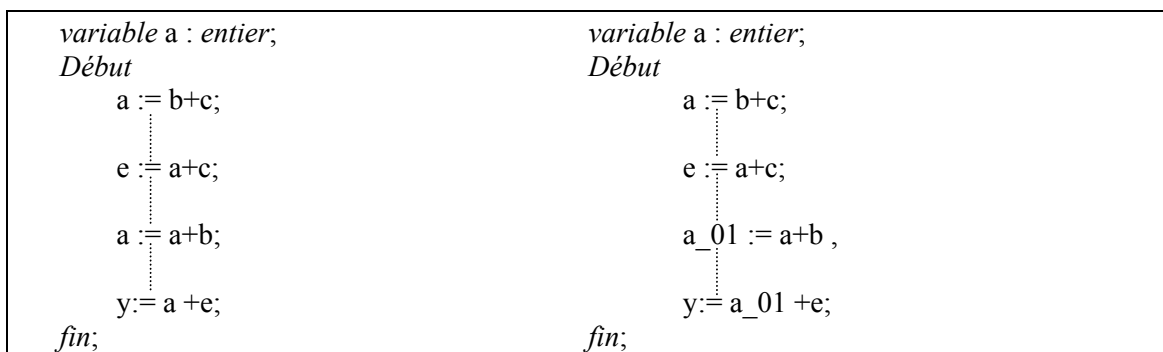 variable a : entier;
Début
a := b+c;
e := a+c;
a := a+b;
y:= a +e;
fin;
variable a : entier;
Début
a := b+c;
e := a+c;
a_01 := a+b ,
y:= a_01 +e;
fin;